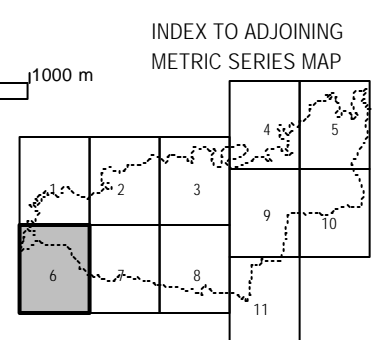 INDEX TO ADJOINING
METRIC SERIES MAP
1000 m
4 5
1 2 3
9 10
6 7 8
11